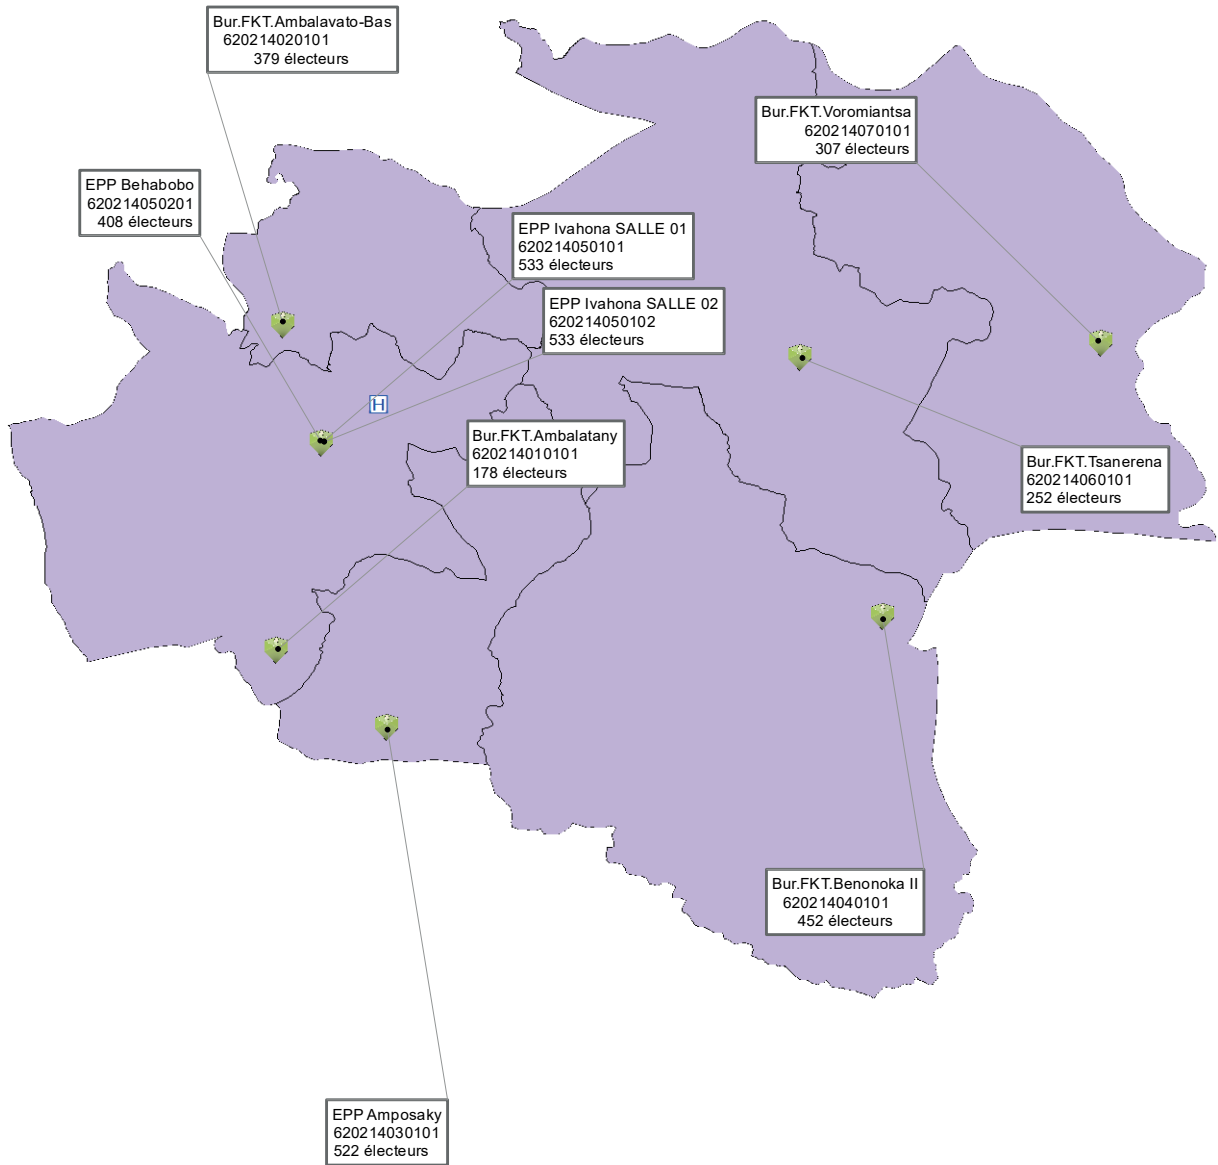 Bur.FKT.Ambalavato-Bas
620214020101
379 électeurs
Bur.FKT.Voromiantsa
620214070101
307 électeurs
EPP Behabobo
620214050201
408 électeurs
EPP Ivahona SALLE 01
620214050101
533 électeurs
EPP Ivahona SALLE 02
620214050102
533 électeurs
H
Bur.FKT.Ambalatany
620214010101
178 électeurs
Bur.FKT.Tsanerena
620214060101
252 électeurs
Bur.FKT.Benonoka II
620214040101
452 électeurs
EPP Amposaky
620214030101
522 électeurs